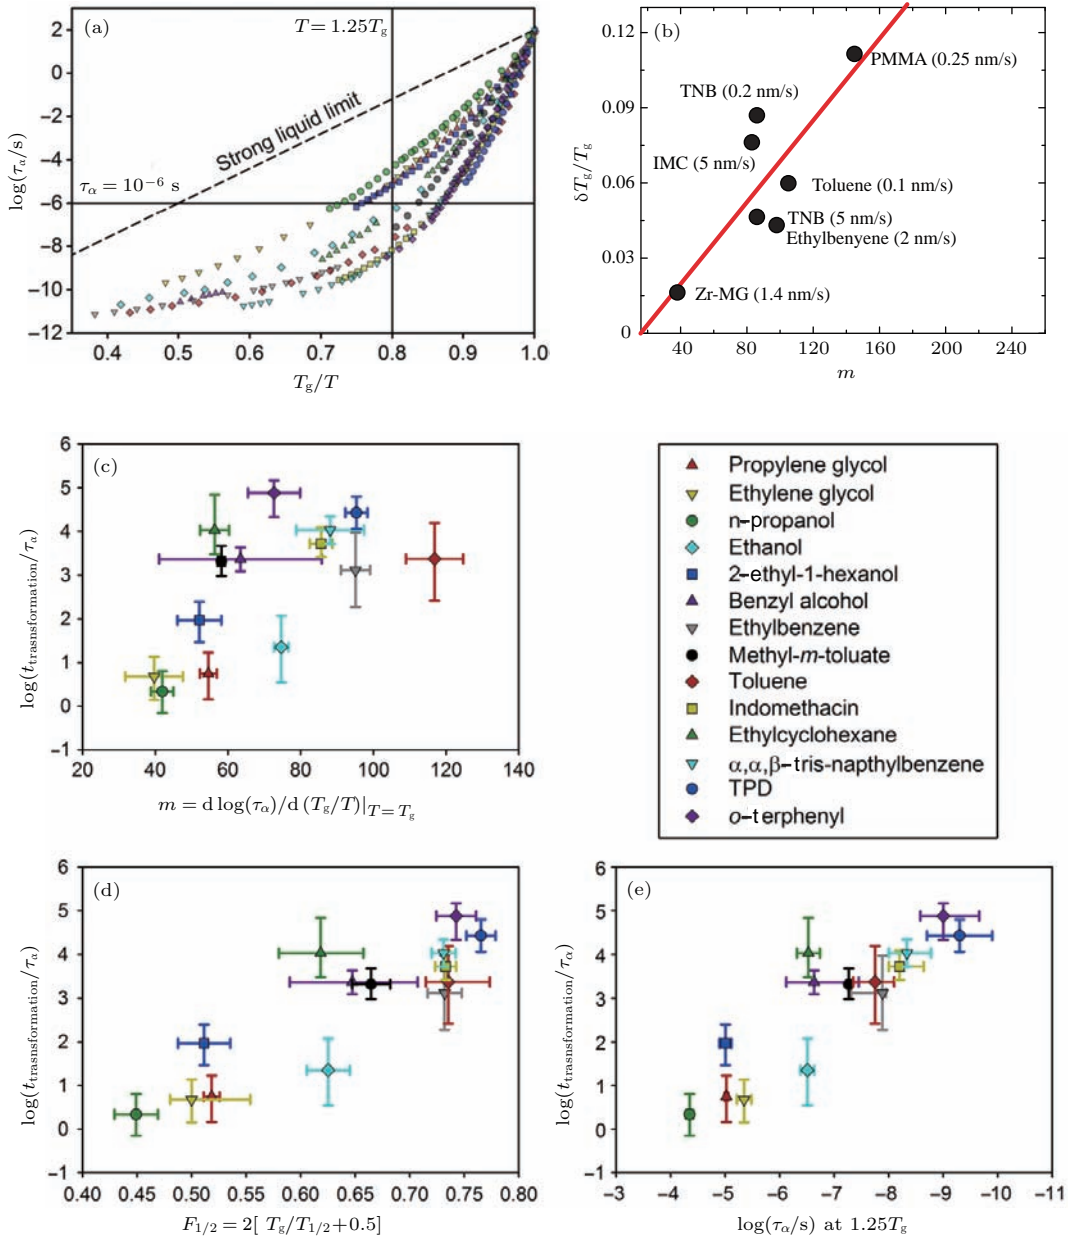 (a)
T = 1.25Tg
Strong liquid limit
τα = 10−6 s
log(τα/s)
2
0
−2
−4
−6
−8
−10
−12
0.4 0.5 0.6 0.7 0.8 0.9 1.0
Tg/T
(b)
PMMA (0.25 nm/s)
TNB (0.2 nm/s)
IMC (5 nm/s)
Toluene (0.1 nm/s)
TNB (5 nm/s)
Ethylbenyene (2 nm/s)
Zr-MG (1.4 nm/s)
δTg/Tg
0.12
0.09
0.06
0.03
0
40 80 120 160 200 240
m
(c)
log(ttrasnsformation/τα)
6
5
4
3
2
1
0
−1
20 40 60 80 100 120 140
m = d log(τα)/d (Tg/T)|T = Tg
Propylene glycol
Ethylene glycol
n-propanol
Ethanol
2-ethyl-1-hexanol
Benzyl alcohol
Ethylbenzene
Methyl-m-toluate
Toluene
Indomethacin
Ethylcyclohexane
α,α,β-tris-napthylbenzene
TPD
o-terphenyl
(d)
log(ttrasnsformation/τα)
6
5
4
3
2
1
0
−1
0.40 0.45 0.50 0.55 0.60 0.65 0.70 0.75 0.80
F1/2 = 2[ Tg/T1/2+0.5]
(e)
log(ttrasnsformation/τα)
6
5
4
3
2
1
0
−1
−3 −4 −5 −6 −7 −8 −9 −10 −11
log(τα/s) at 1.25Tg